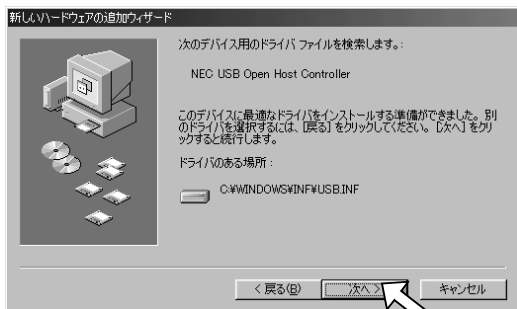 新しいハードウェアの追加ウィザード
次のデバイス用のドライバ ファイルを検索します。:
NEC USB Open Host Controller
このデバイスに最適なドライバをインストールする準備ができました。別
のドライバを選択するには、[戻る] をクリックしてください。[次へ] をクリ
ックすると続行します。
ドライバのある場所:
C:¥WINDOWS¥INF¥USB.INF
< 戻る(B)
次へ >
キャンセル